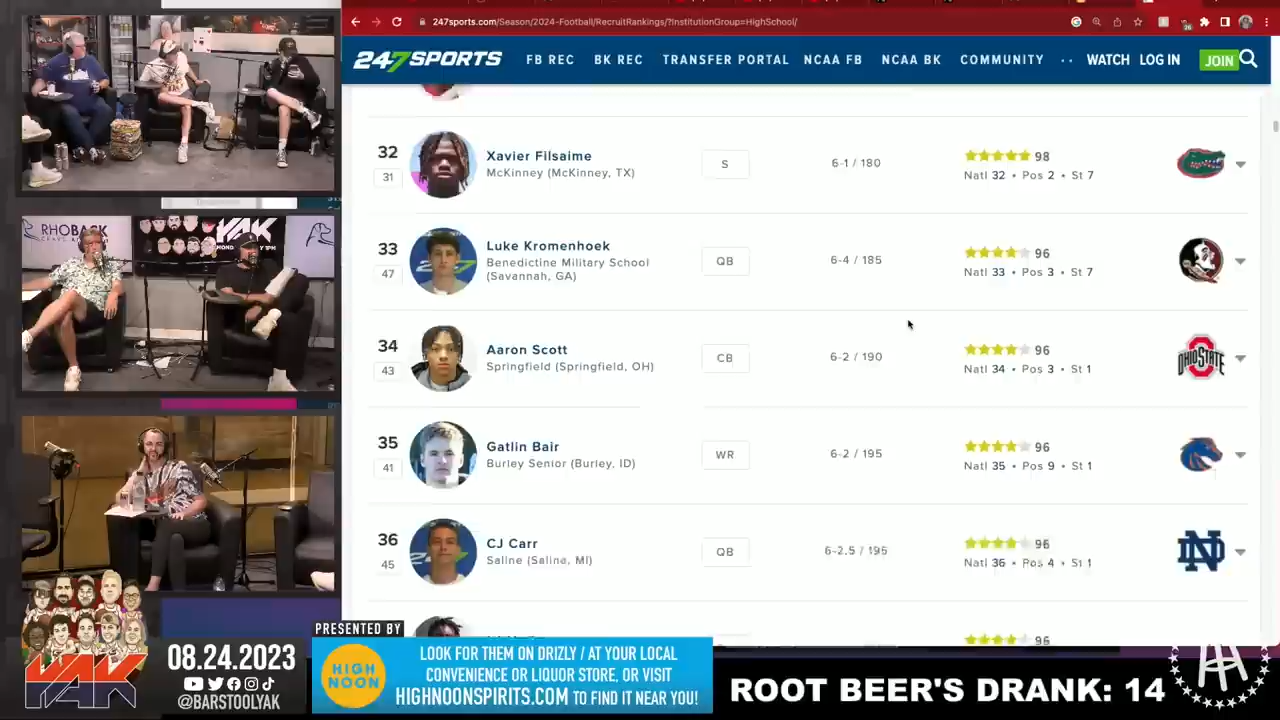 247sports.com/Season/2024-Football/RecruitRankings/?InstitutionGroup=HighSchool/
247SPORTS
FB REC
BK REC
TRANSFER PORTAL
NCAA FB
NCAA BK
COMMUNITY
WATCH
LOG IN
JOIN
32
31
Xavier Filsaime
McKinney (McKinney, TX)
S
6-1 / 180
98
Natl 32 • Pos 2 • St 7
33
47
Luke Kromenhoek
Benedictine Military School
(Savannah, GA)
QB
6-4 / 185
96
Natl 33 • Pos 3 • St 7
34
43
Aaron Scott
Springfield (Springfield, OH)
CB
6-2 / 190
96
Natl 34 • Pos 3 • St 1
OHIO STATE
35
41
Gatlin Bair
Burley Senior (Burley, ID)
WR
6-2 / 195
96
Natl 35 • Pos 9 • St 1
36
45
CJ Carr
Saline (Saline, MI)
QB
6-2.5 / 195
96
Natl 36 • Pos 4 • St 1
ND
96
RHOBACK
YAK
YAK
08.24.2023
@BARSTOOLYAK
PRESENTED BY
HIGH
NOON
LOOK FOR THEM ON DRIZLY / AT YOUR LOCAL
CONVENIENCE OR LIQUOR STORE, OR VISIT
HIGHNOONSPIRITS.COM TO FIND IT NEAR YOU!
ROOT BEER'S DRANK: 14